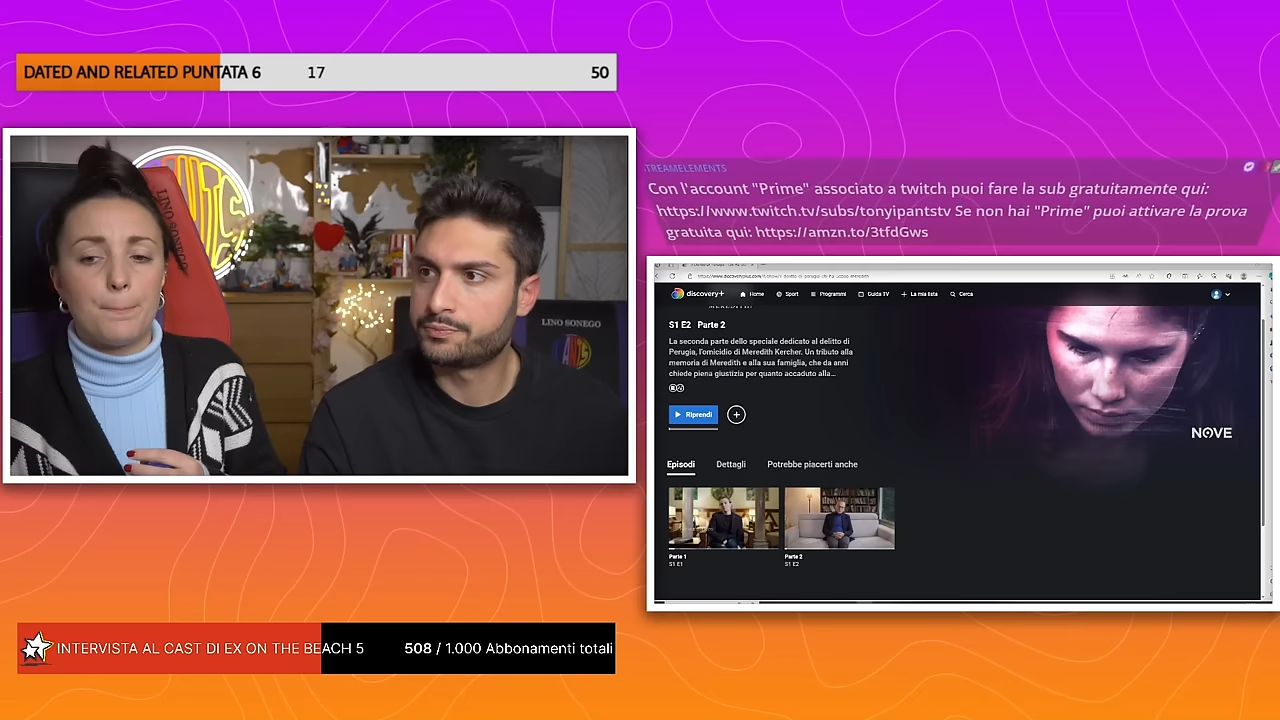 DATED AND RELATED PUNTATA 6 17 50
LINO SONEGO
LINO SONEGO
TREAMELEMENTS
Con l'account "Prime" associato a twitch puoi fare la sub gratuitamente qui:
https://www.twitch.tv/subs/tonyipantstv Se non hai "Prime" puoi attivare la prova
gratuita qui: https://amzn.to/3tfdGws
discovery+ Home Sport Programmi Guida TV La mia lista Cerca
S1 E2 Parte 2
La seconda parte dello speciale dedicato al delitto di
Perugia, l'omicidio di Meredith Kercher. Un tributo alla
memoria di Meredith e alla sua famiglia, che da anni
chiede piena giustizia per quanto accaduto alla...
Riprendi
NOVE
Episodi Dettagli Potrebbe piacerti anche
Parte 1
S1 E1
Parte 2
S1 E2
INTERVISTA AL CAST DI EX ON THE BEACH 5 508 / 1.000 Abbonamenti totali